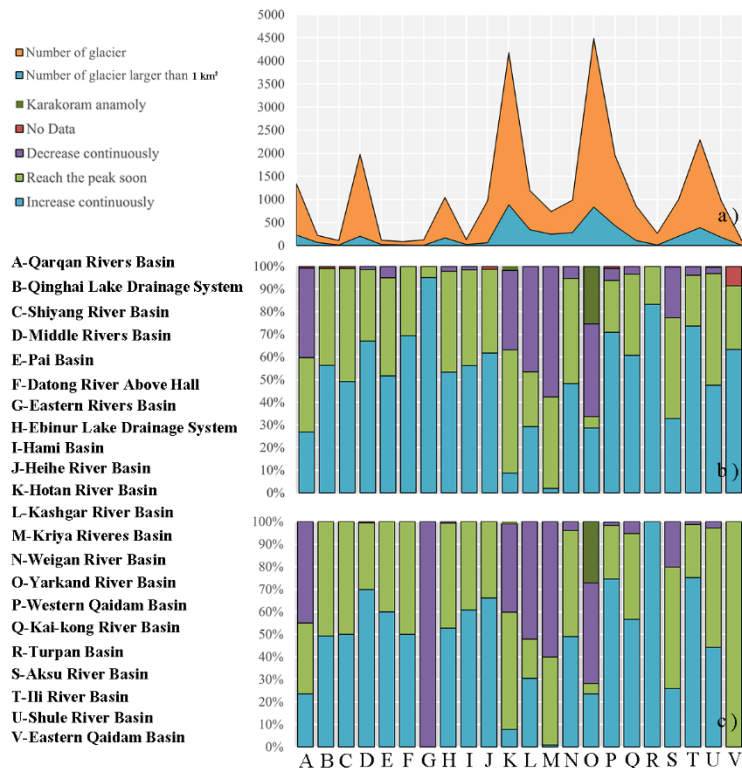 Number of glacier
Number of glacier larger than 1 km²
Karakoram anamoly
No Data
Decrease continuously
Reach the peak soon
Increase continuously
A-Qarqan Rivers Basin
B-Qinghai Lake Drainage System
C-Shiyang River Basin
D-Middle Rivers Basin
E-Pai Basin
F-Datong River Above Hall
G-Eastern Rivers Basin
H-Ebinur Lake Drainage System
I-Hami Basin
J-Heihe River Basin
K-Hotan River Basin
L-Kashgar River Basin
M-Kriya Riveres Basin
N-Weigan River Basin
O-Yarkand River Basin
P-Western Qaidam Basin
Q-Kai-kong River Basin
R-Turpan Basin
S-Aksu River Basin
T-Ili River Basin
U-Shule River Basin
V-Eastern Qaidam Basin
5000
4500
4000
3500
3000
2500
2000
1500
1000
500
0
a )
100%
90%
80%
70%
60%
50%
40%
30%
20%
10%
0%
b )
100%
90%
80%
70%
60%
50%
40%
30%
20%
10%
0%
c )
A B C D E F G H I J K L M N O P Q R S T U V